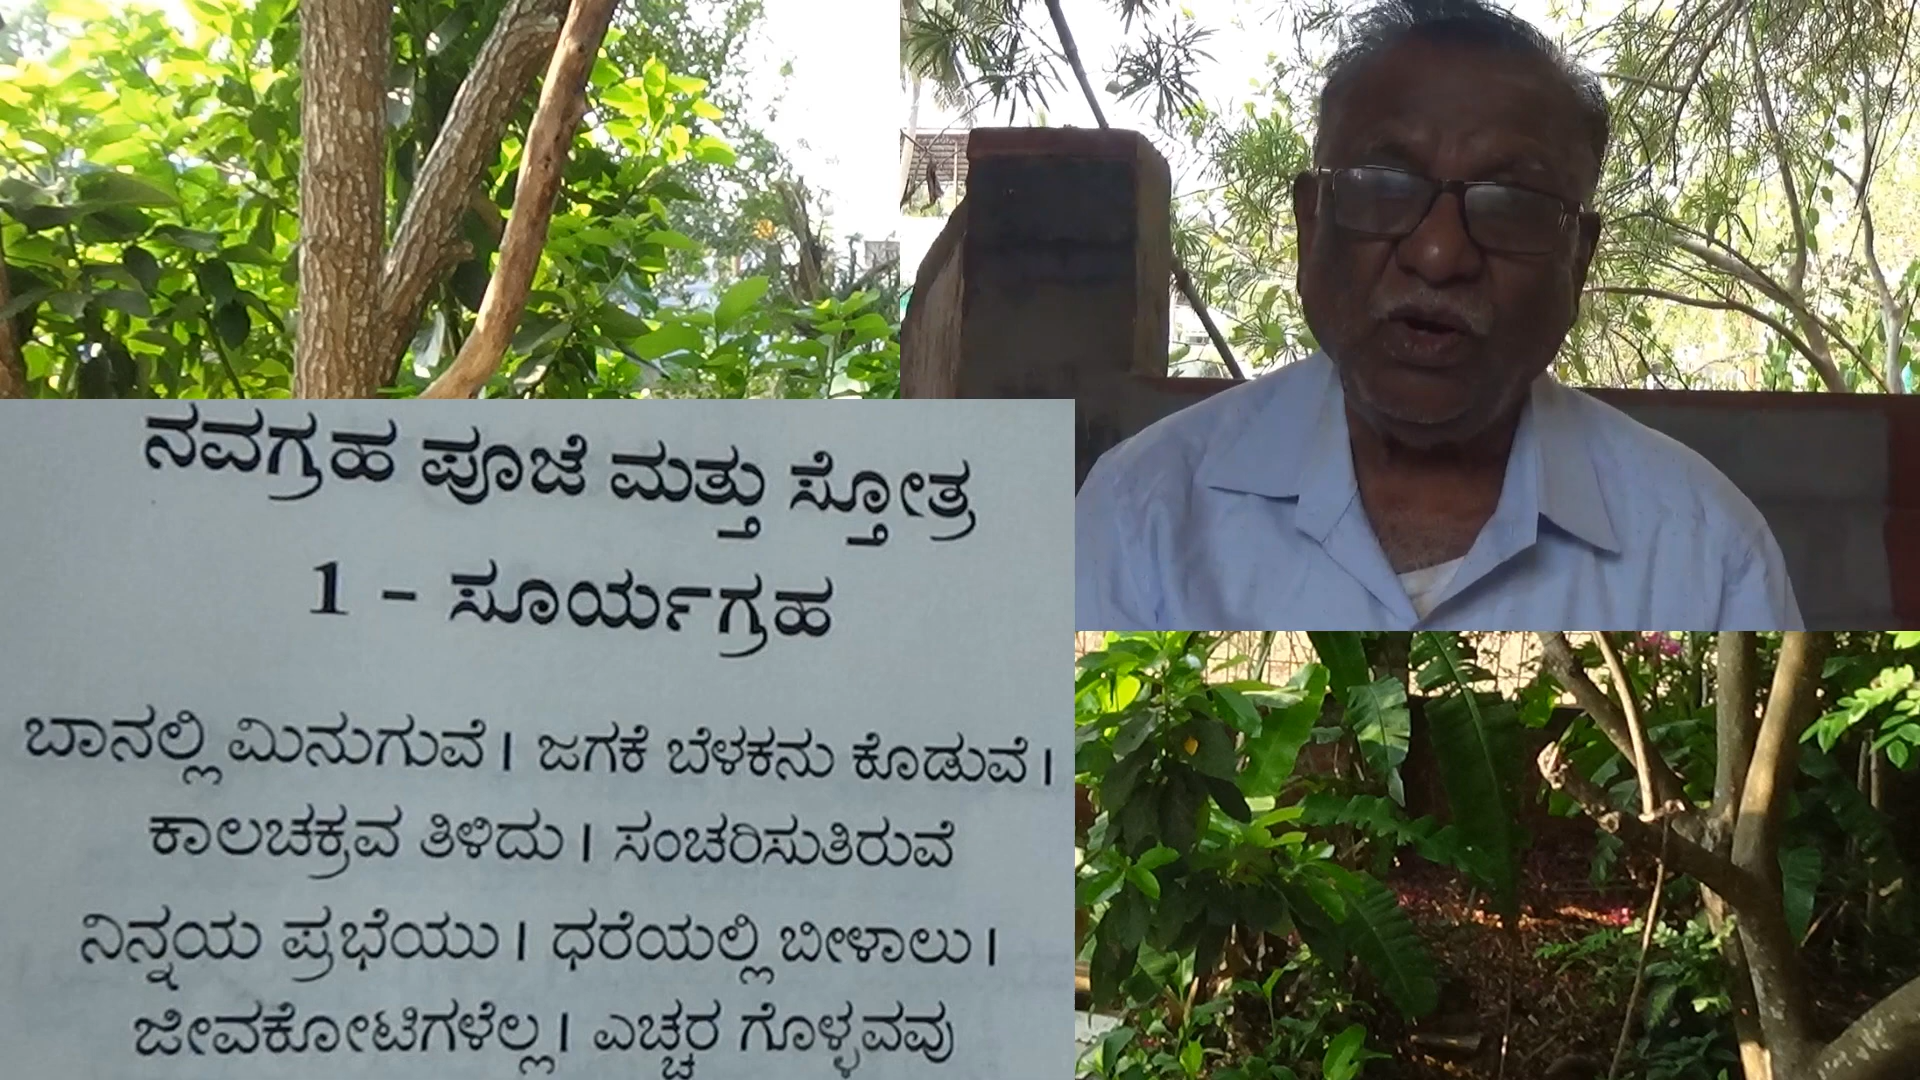 ನವಗ್ರಹ ಪೂಜೆ ಮತ್ತು ಸ್ತೋತ್ರ
1 - ಸೂರ್ಯಗ್ರಹ
ಬಾನಲ್ಲಿ ಮಿನುಗುವೆ । ಜಗಕೆ ಬೆಳಕನು ಕೊಡುವೆ ।
ಕಾಲಚಕ್ರವ ತಿಳಿದು । ಸಂಚರಿಸುತಿರುವೆ
ನಿನ್ನಯ ಪ್ರಭೆಯು । ಧರೆಯಲ್ಲಿ ಬೀಳಾಲು ।
ಜೀವಕೋಟಿಗಳೆಲ್ಲ । ಎಚ್ಚರ ಗೊಳ್ಳವವು